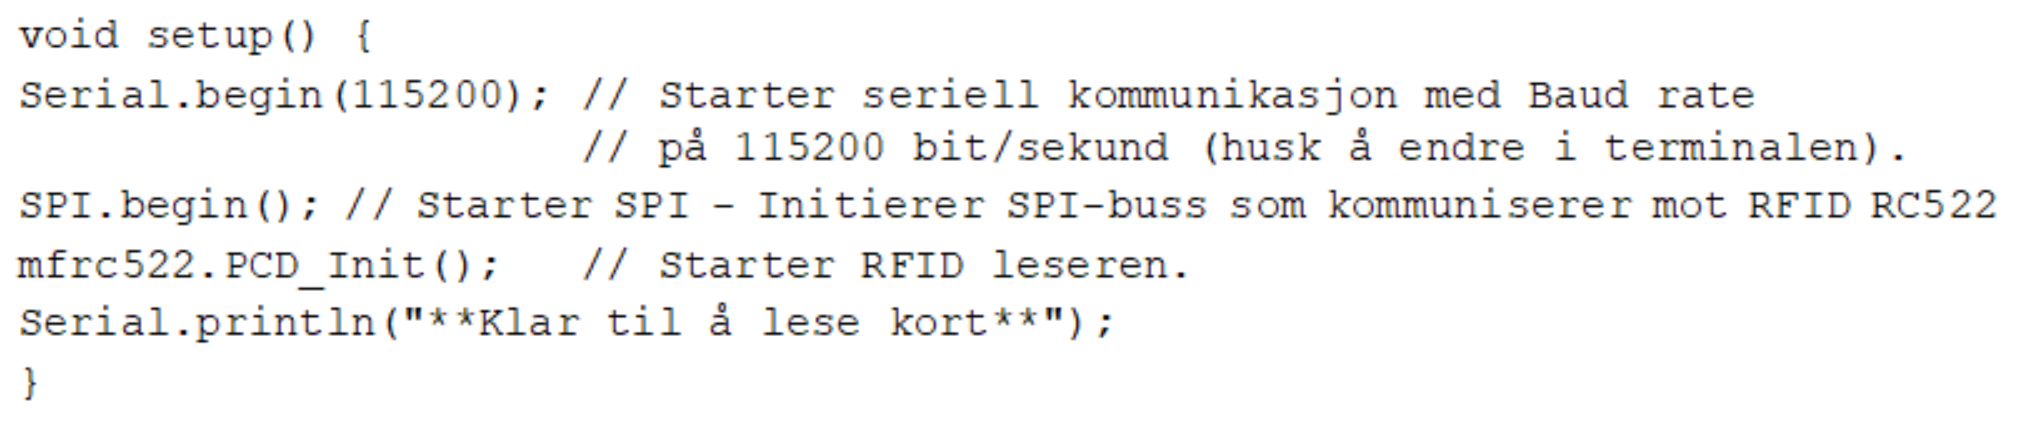 void setup() {
Serial.begin(115200); // Starter seriell kommunikasjon med Baud rate
// på 115200 bit/sekund (husk å endre i terminalen).
SPI.begin(); // Starter SPI - Initierer SPI-buss som kommuniserer mot RFID RC522
mfrc522.PCD_Init(); // Starter RFID leseren.
Serial.println("**Klar til å lese kort**");
}